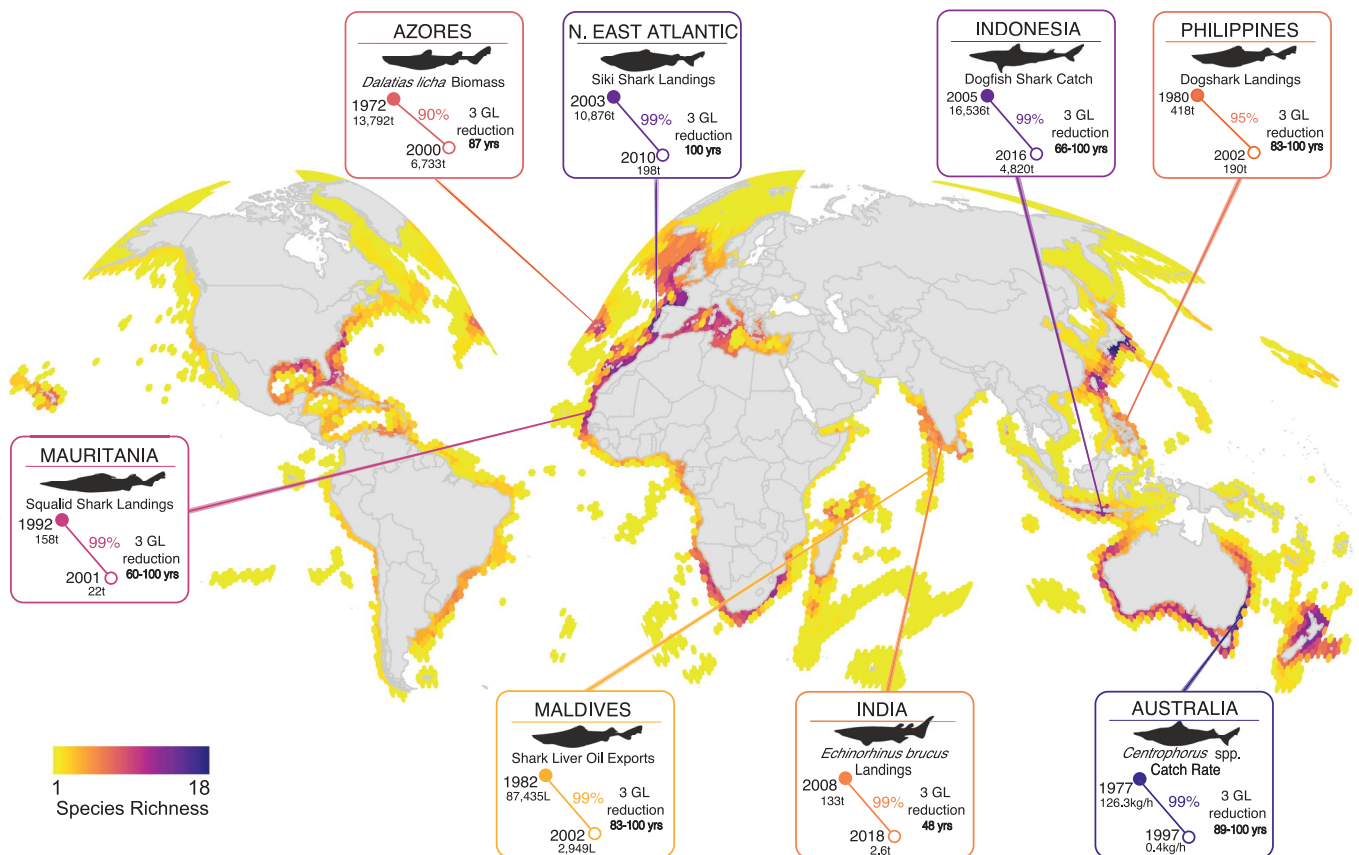 AZORES
Dalatias licha Biomass
1972
13,792t
90%
2000
6,733t
3 GL
reduction
87 yrs
N. EAST ATLANTIC
Siki Shark Landings
2003
10,876t
99%
2010
198t
3 GL
reduction
100 yrs
INDONESIA
Dogfish Shark Catch
2005
16,536t
99%
2016
4,820t
3 GL
reduction
66-100 yrs
PHILIPPINES
Dogshark Landings
1980
418t
95%
2002
190t
3 GL
reduction
83-100 yrs
MAURITANIA
Squalid Shark Landings
1992
158t
99%
2001
22t
3 GL
reduction
60-100 yrs
MALDIVES
Shark Liver Oil Exports
1982
87,435L
99%
2002
2,949L
3 GL
reduction
83-100 yrs
INDIA
Echinorhinus brucus
Landings
2008
133t
99%
2018
2.6t
3 GL
reduction
48 yrs
AUSTRALIA
Centrophorus spp.
Catch Rate
1977
126.3kg/h
99%
1997
0.4kg/h
3 GL
reduction
89-100 yrs
1 18
Species Richness